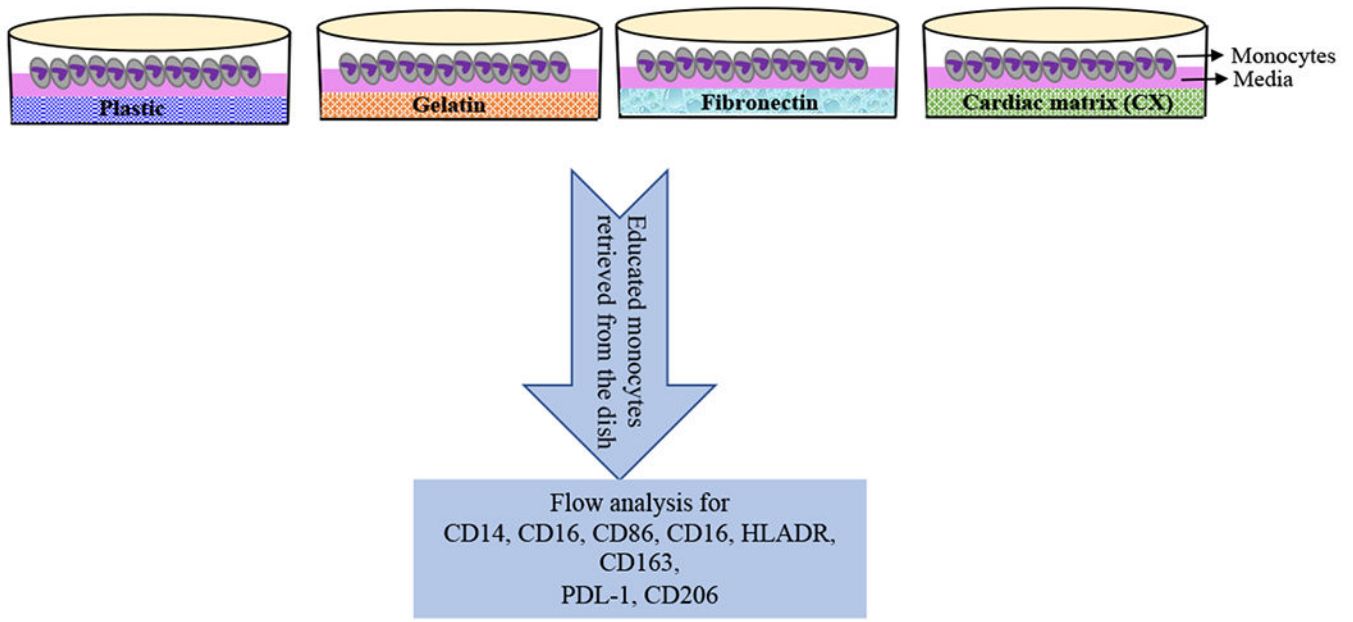 Plastic
Gelatin
Fibronectin
Cardiac matrix (CX)
Monocytes
Media
Educated monocytes
retrieved from the dish
Flow analysis for
CD14, CD16, CD86, CD16, HLADR,
CD163,
PDL-1, CD206